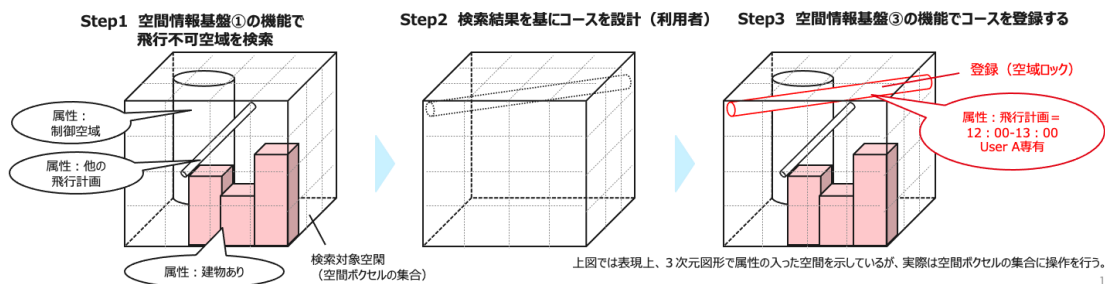 Step1 空間情報基盤①の機能で
飛行不可空域を検索
Step2 検索結果を基にコースを設計（利用者）
Step3 空間情報基盤③の機能でコースを登録する
属性：
制御空域
属性：他の
飛行計画
属性：建物あり
検索対象空閑
（空間ボクセルの集合）
登録（空域ロック）
属性：飛行計画＝
12：00-13：00
User A専有
上図では表現上、3次元図形で属性の入った空間を示しているが、実際は空間ボクセルの集合に操作を行う。
1